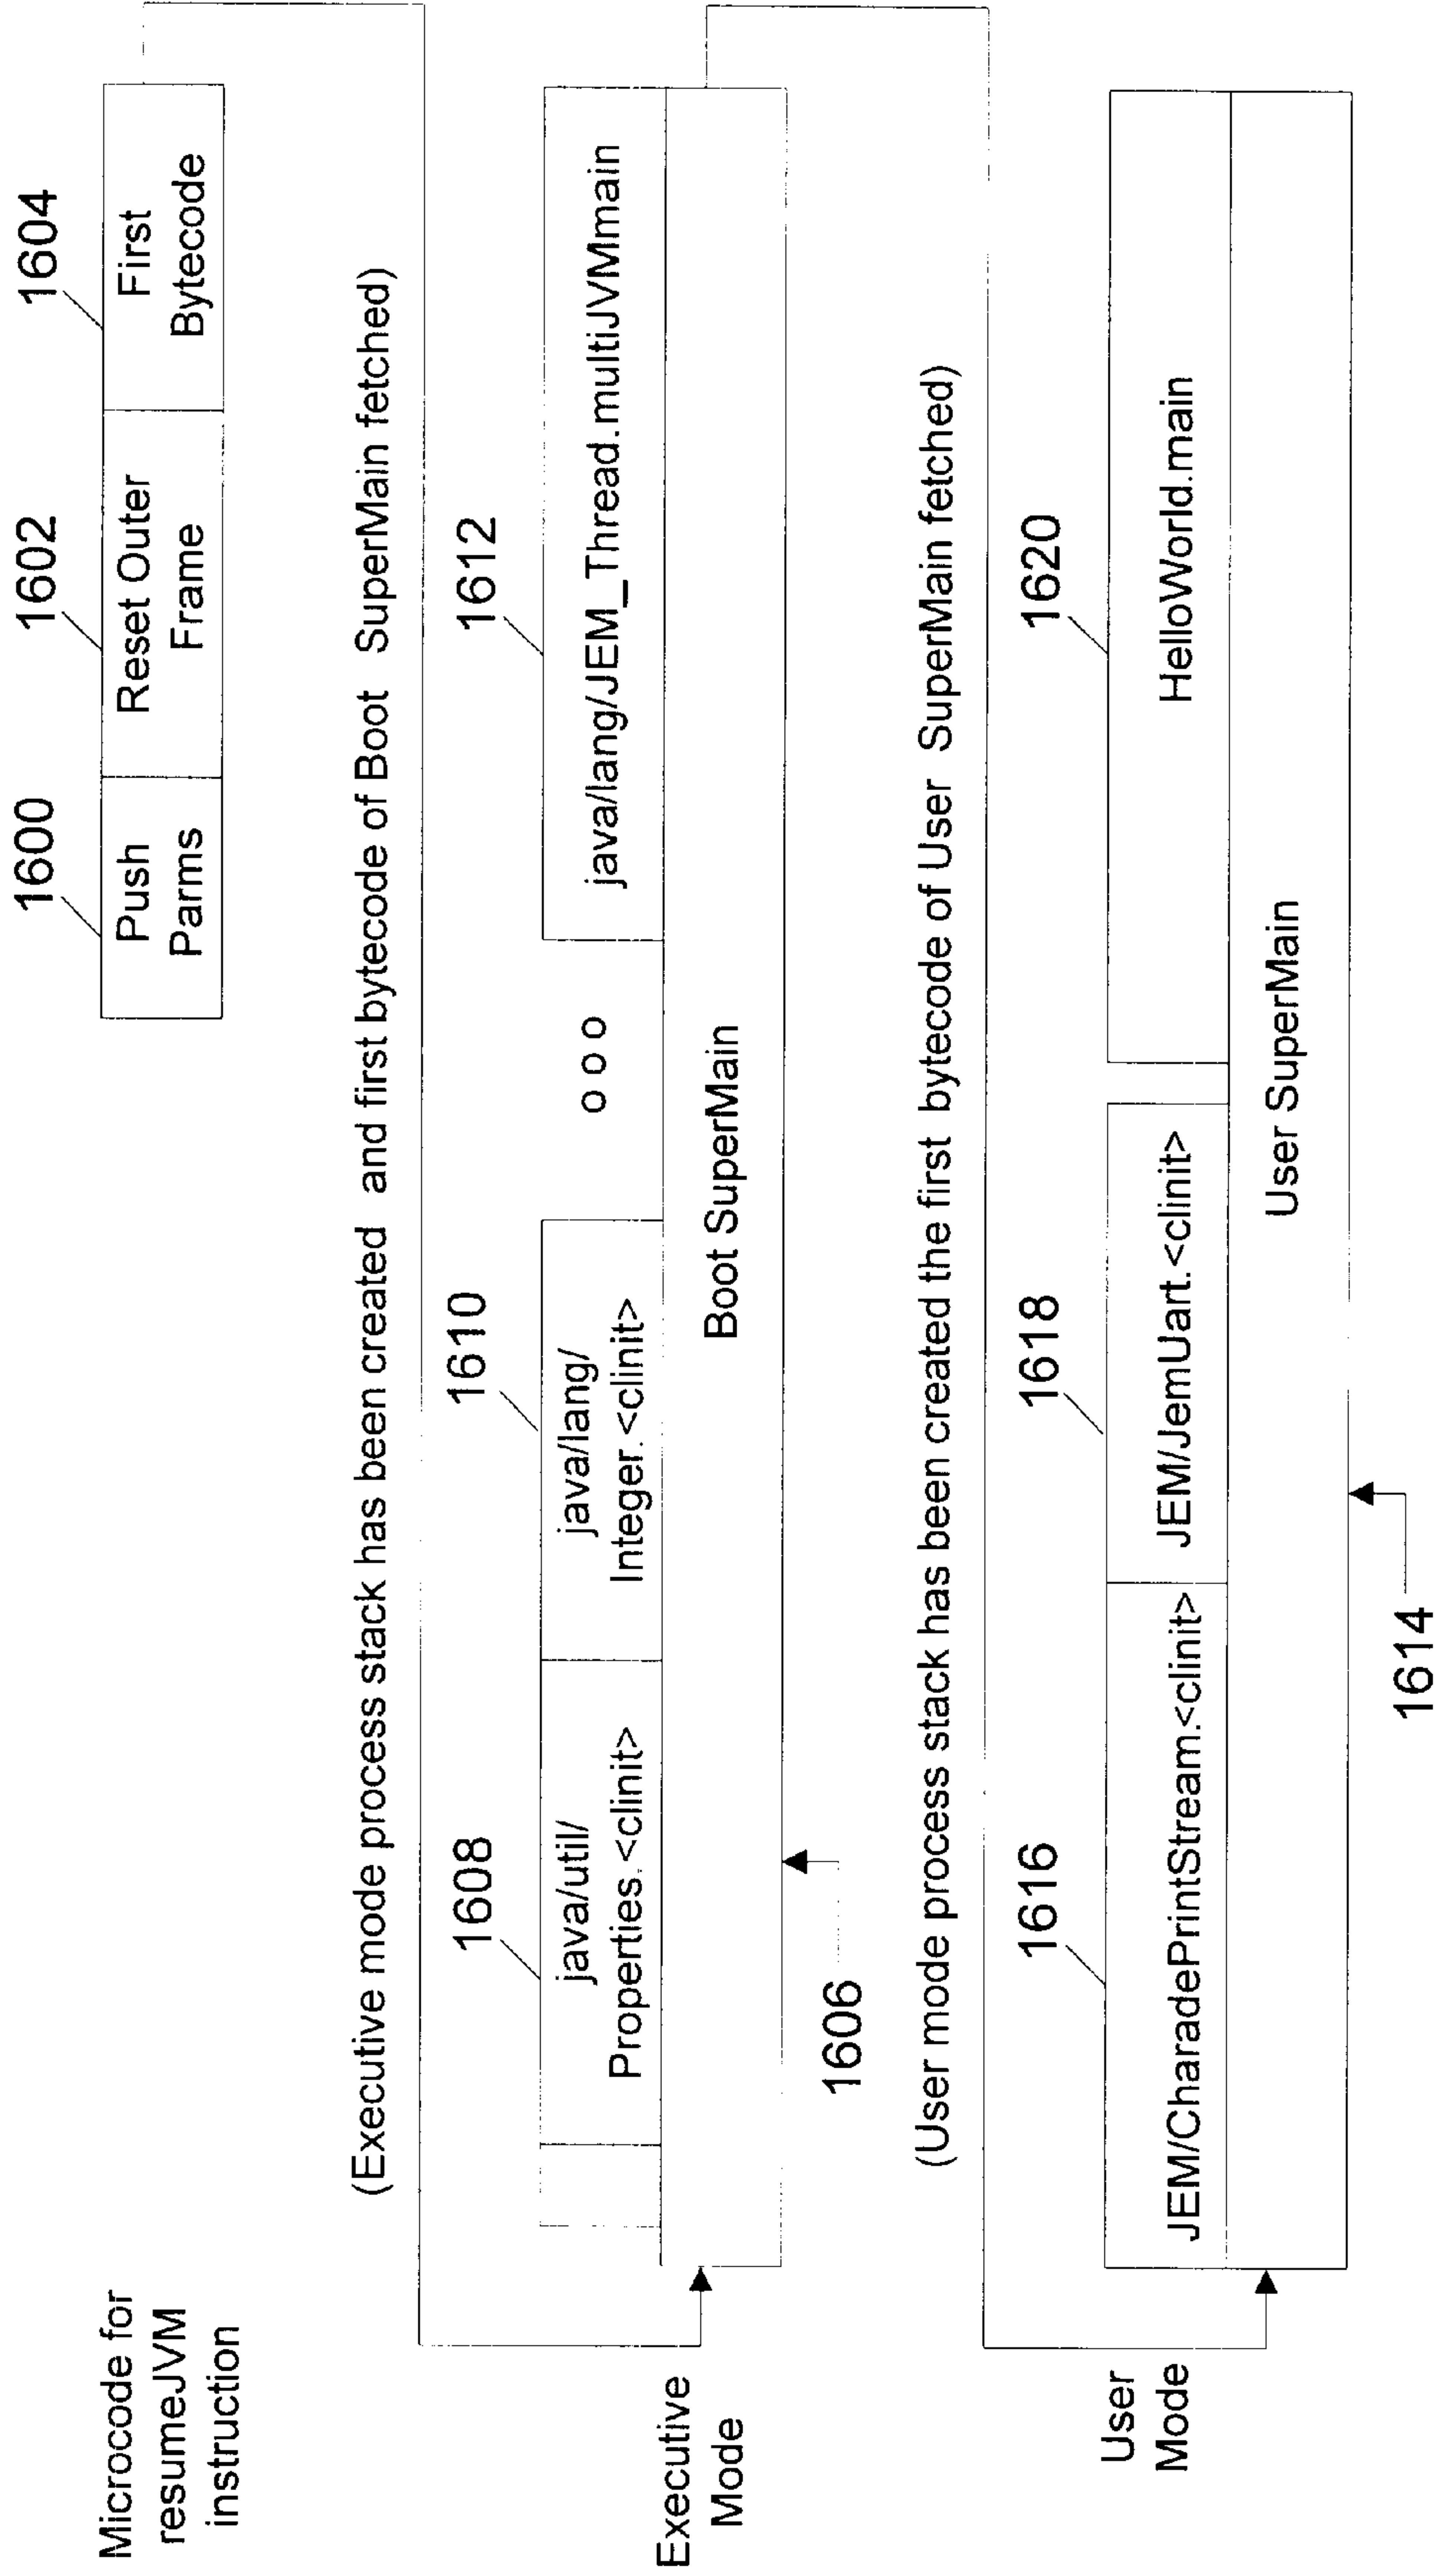 Microcode for
resumeJVM
instruction
1600
1602
1604
Push
Parms
Reset Outer
Frame
First
Bytecode
(Executive mode process stack has been created and first bytecode of Boot SuperMain fetched)
Executive
Mode
1608
1610
1612
java/util/
Properties.<clinit>
java/lang/
Integer.<clinit>
o o o
java/lang/JEM_Thread.multiJVMmain
Boot SuperMain
1606
(User mode process stack has been created the first bytecode of User SuperMain fetched)
User
Mode
1616
1618
1620
JEM/CharadePrintStream.<clinit>
JEM/JemUart.<clinit>
HelloWorld.main
User SuperMain
1614